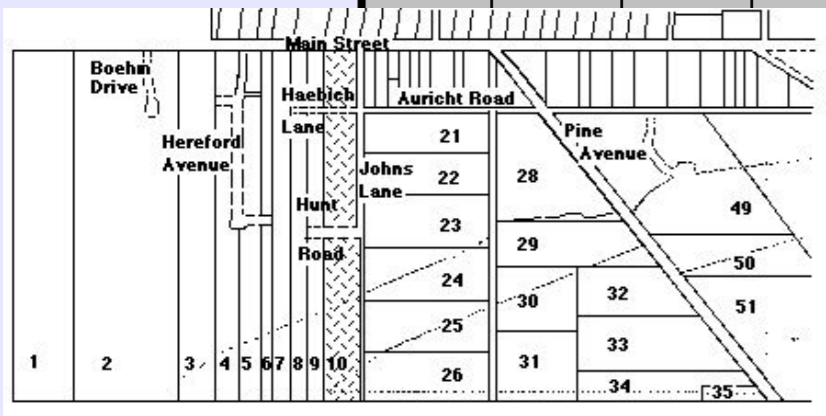 Main Street
Boehm
Drive
Haebich
Lane
Auricht Road
Hereford
Avenue
Pine
Avenue
Johns
Lane
Hunt
Road
21
22
23
24
25
26
28
29
30
31
32
33
34
35
49
50
51
1
2
3
4
5
6
7
8
9
10